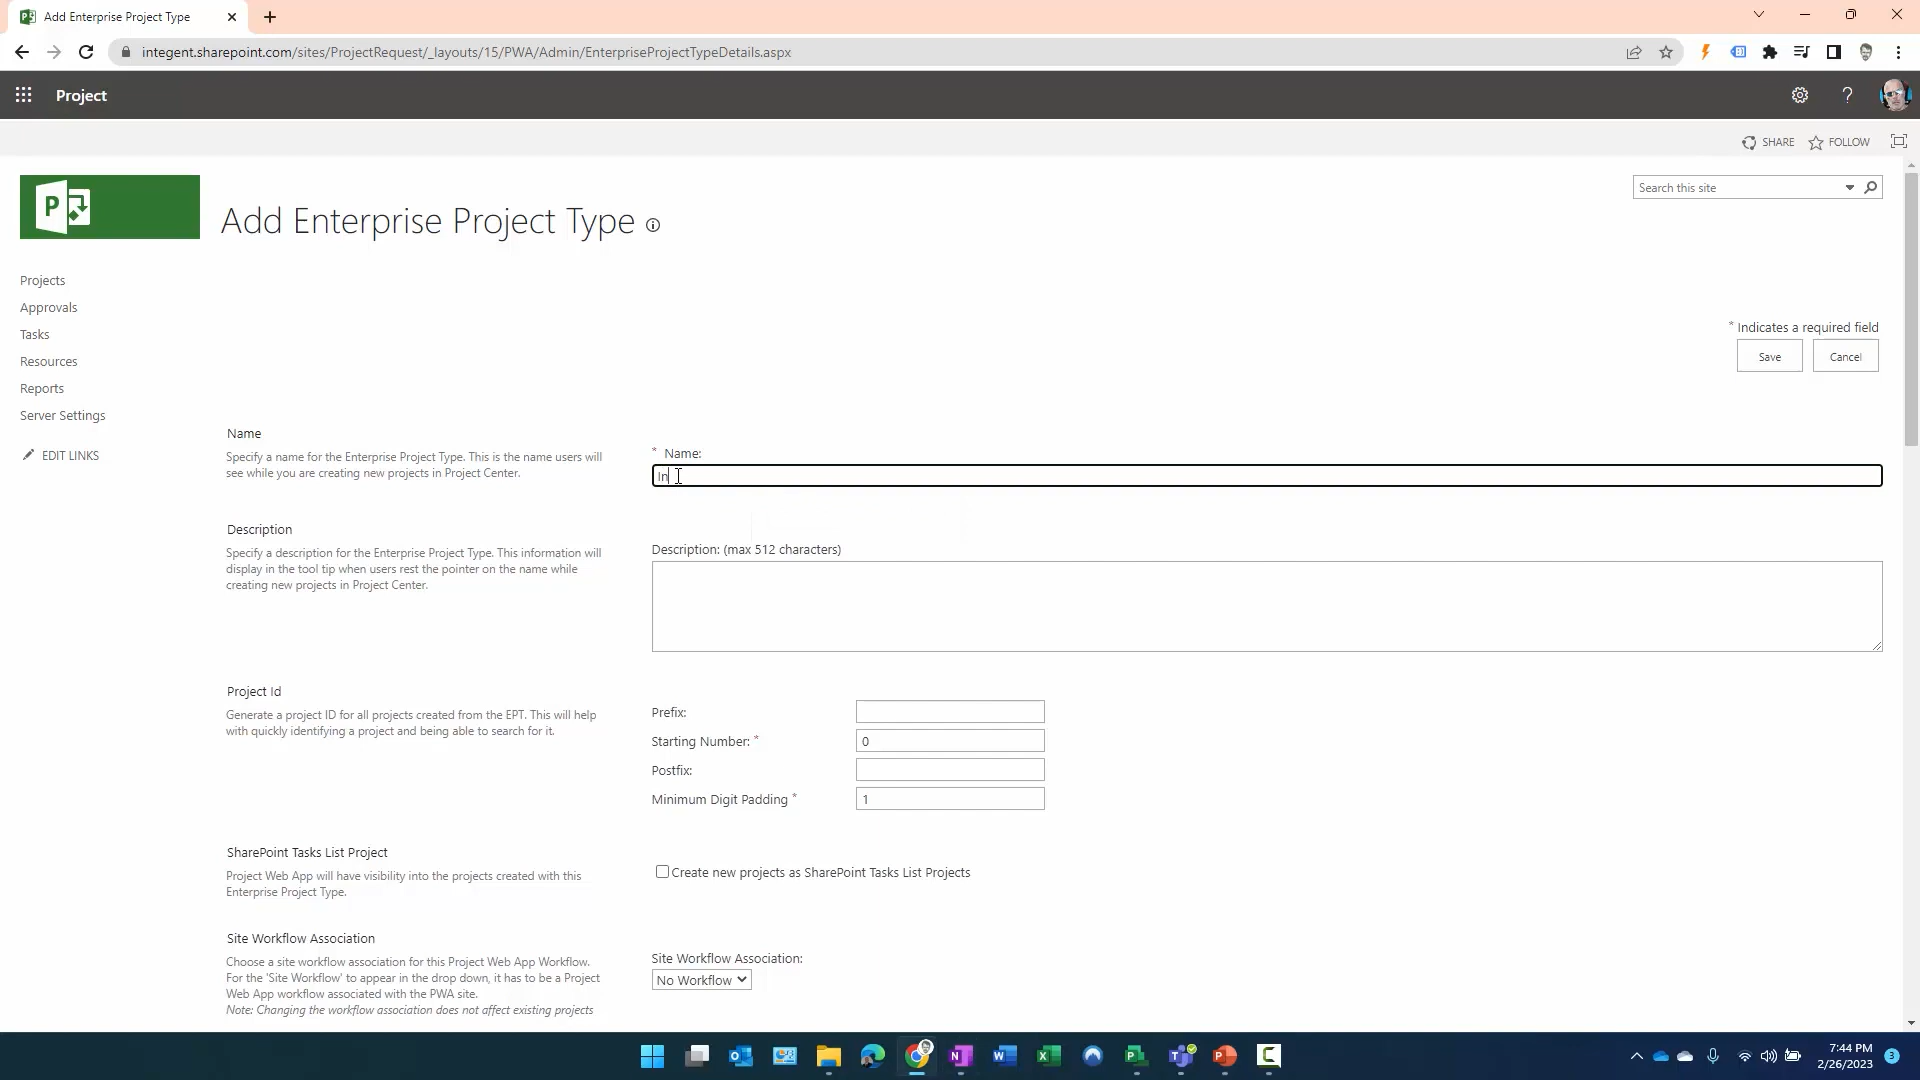 Add Enterprise Project Type
integent.sharepoint.com/sites/ProjectRequest/_layouts/15/PWA/Admin/EnterpriseProjectTypeDetails.aspx
Project
SHARE
FOLLOW
P
Add Enterprise Project Type
Search this site
Projects
Approvals
Tasks
Resources
Reports
Server Settings
EDIT LINKS
* Indicates a required field
Save
Cancel
Name
Specify a name for the Enterprise Project Type. This is the name users will
see while you are creating new projects in Project Center.
* Name:
In
Description
Specify a description for the Enterprise Project Type. This information will
display in the tool tip when users rest the pointer on the name while
creating new projects in Project Center.
Description: (max 512 characters)
Project Id
Generate a project ID for all projects created from the EPT. This will help
with quickly identifying a project and being able to search for it.
Prefix:
Starting Number: *
0
Postfix:
Minimum Digit Padding *
1
SharePoint Tasks List Project
Project Web App will have visibility into the projects created with this
Enterprise Project Type.
Create new projects as SharePoint Tasks List Projects
Site Workflow Association
Choose a site workflow association for this Project Web App Workflow.
For the 'Site Workflow' to appear in the drop down, it has to be a Project
Web App workflow associated with the PWA site.
Note: Changing the workflow association does not affect existing projects
Site Workflow Association:
No Workflow
7:44 PM
2/26/2023
3